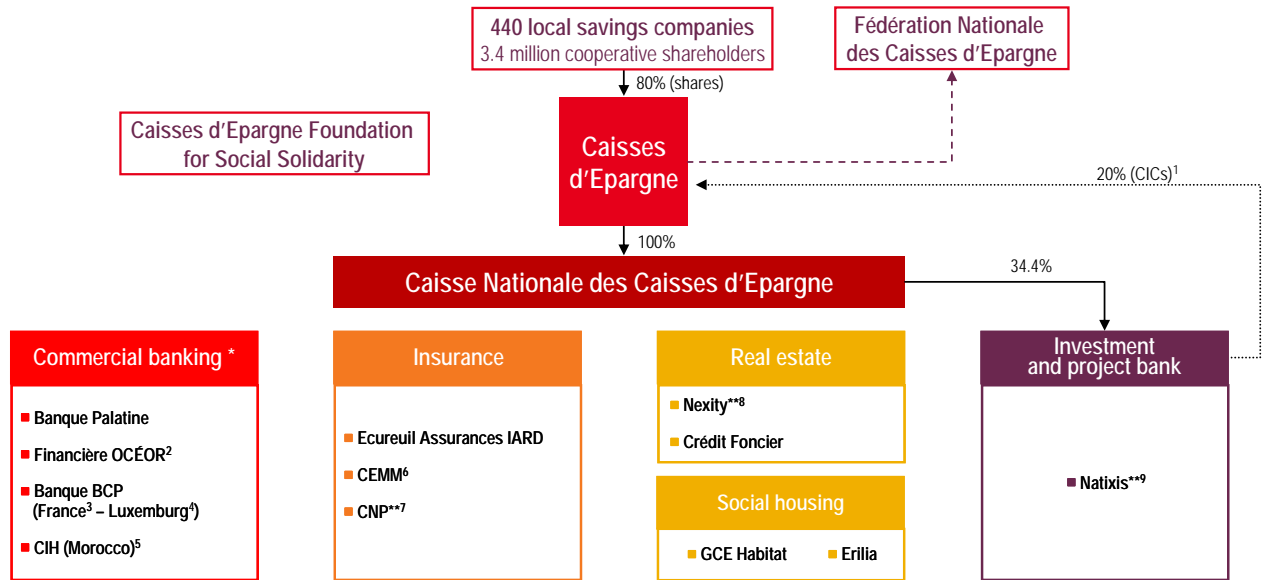 440 local savings companies
3.4 million cooperative shareholders
Fédération Nationale
des Caisses d'Epargne
80% (shares)
Caisses d'Epargne Foundation
for Social Solidarity
Caisses
d'Epargne
20% (CICs)¹
100%
Caisse Nationale des Caisses d'Epargne
34.4%
Commercial banking *
Banque Palatine
Financière OCÉOR²
Banque BCP
(France³ – Luxemburg⁴)
CIH (Morocco)⁵
Insurance
Ecureuil Assurances IARD
CEMM⁶
CNP**⁷
Real estate
Nexity**⁸
Crédit Foncier
Social housing
GCE Habitat
Erilia
Investment
and project bank
Natixis**⁹